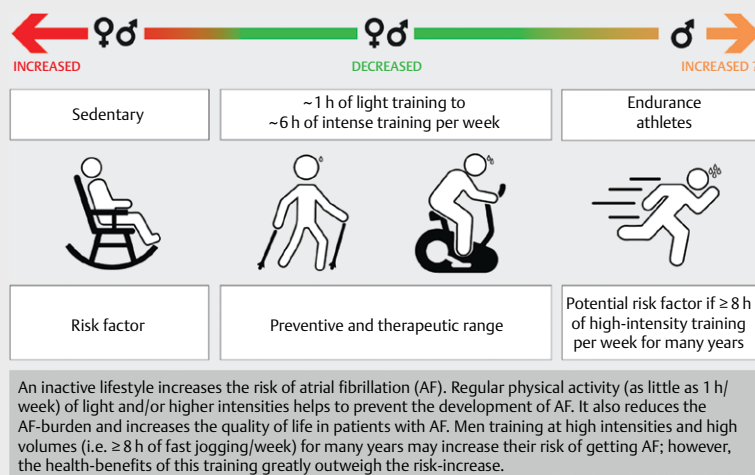 INCREASED
DECREASED
INCREASED ?
Sedentary
~1 h of light training to
~6 h of intense training per week
Endurance
athletes
Risk factor
Preventive and therapeutic range
Potential risk factor if ≥ 8 h
of high-intensity training
per week for many years
An inactive lifestyle increases the risk of atrial fibrillation (AF). Regular physical activity (as little as 1 h/
week) of light and/or higher intensities helps to prevent the development of AF. It also reduces the
AF-burden and increases the quality of life in patients with AF. Men training at high intensities and high
volumes (i.e. ≥ 8 h of fast jogging/week) for many years may increase their risk of getting AF; however,
the health-benefits of this training greatly outweigh the risk-increase.